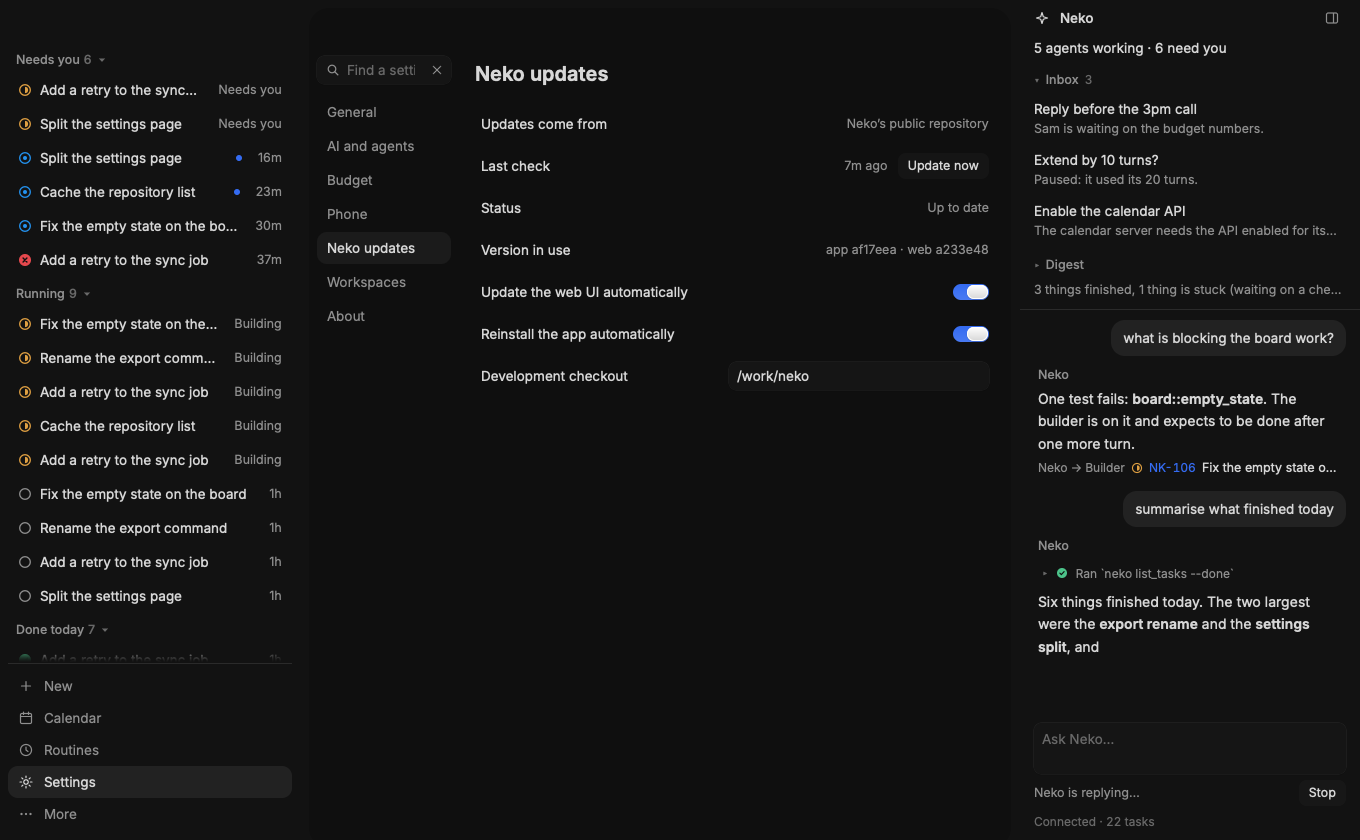 Needs you 6
Add a retry to the sync... Needs you
Split the settings page Needs you
Split the settings page 16m
Cache the repository list 23m
Fix the empty state on the bo... 30m
Add a retry to the sync job 37m
Running 9
Fix the empty state on the... Building
Rename the export comm... Building
Add a retry to the sync job Building
Cache the repository list Building
Add a retry to the sync job Building
Fix the empty state on the board 1h
Rename the export command 1h
Add a retry to the sync job 1h
Split the settings page 1h
Done today 7
Add a retry to the sync job 1h
New
Calendar
Routines
Settings
More
Find a setti
General
AI and agents
Budget
Phone
Neko updates
Workspaces
About
Neko updates
Updates come from Neko's public repository
Last check 7m ago Update now
Status Up to date
Version in use app af17eea · web a233e48
Update the web UI automatically
Reinstall the app automatically
Development checkout /work/neko
Neko
5 agents working · 6 need you
Inbox 3
Reply before the 3pm call
Sam is waiting on the budget numbers.
Extend by 10 turns?
Paused: it used its 20 turns.
Enable the calendar API
The calendar server needs the API enabled for its...
Digest
3 things finished, 1 thing is stuck (waiting on a che...
what is blocking the board work?
Neko
One test fails: board::empty_state. The
builder is on it and expects to be done after
one more turn.
Neko → Builder NK-106 Fix the empty state o...
summarise what finished today
Neko
Ran `neko list_tasks --done`
Six things finished today. The two largest
were the export rename and the settings
split, and
Ask Neko...
Neko is replying... Stop
Connected · 22 tasks